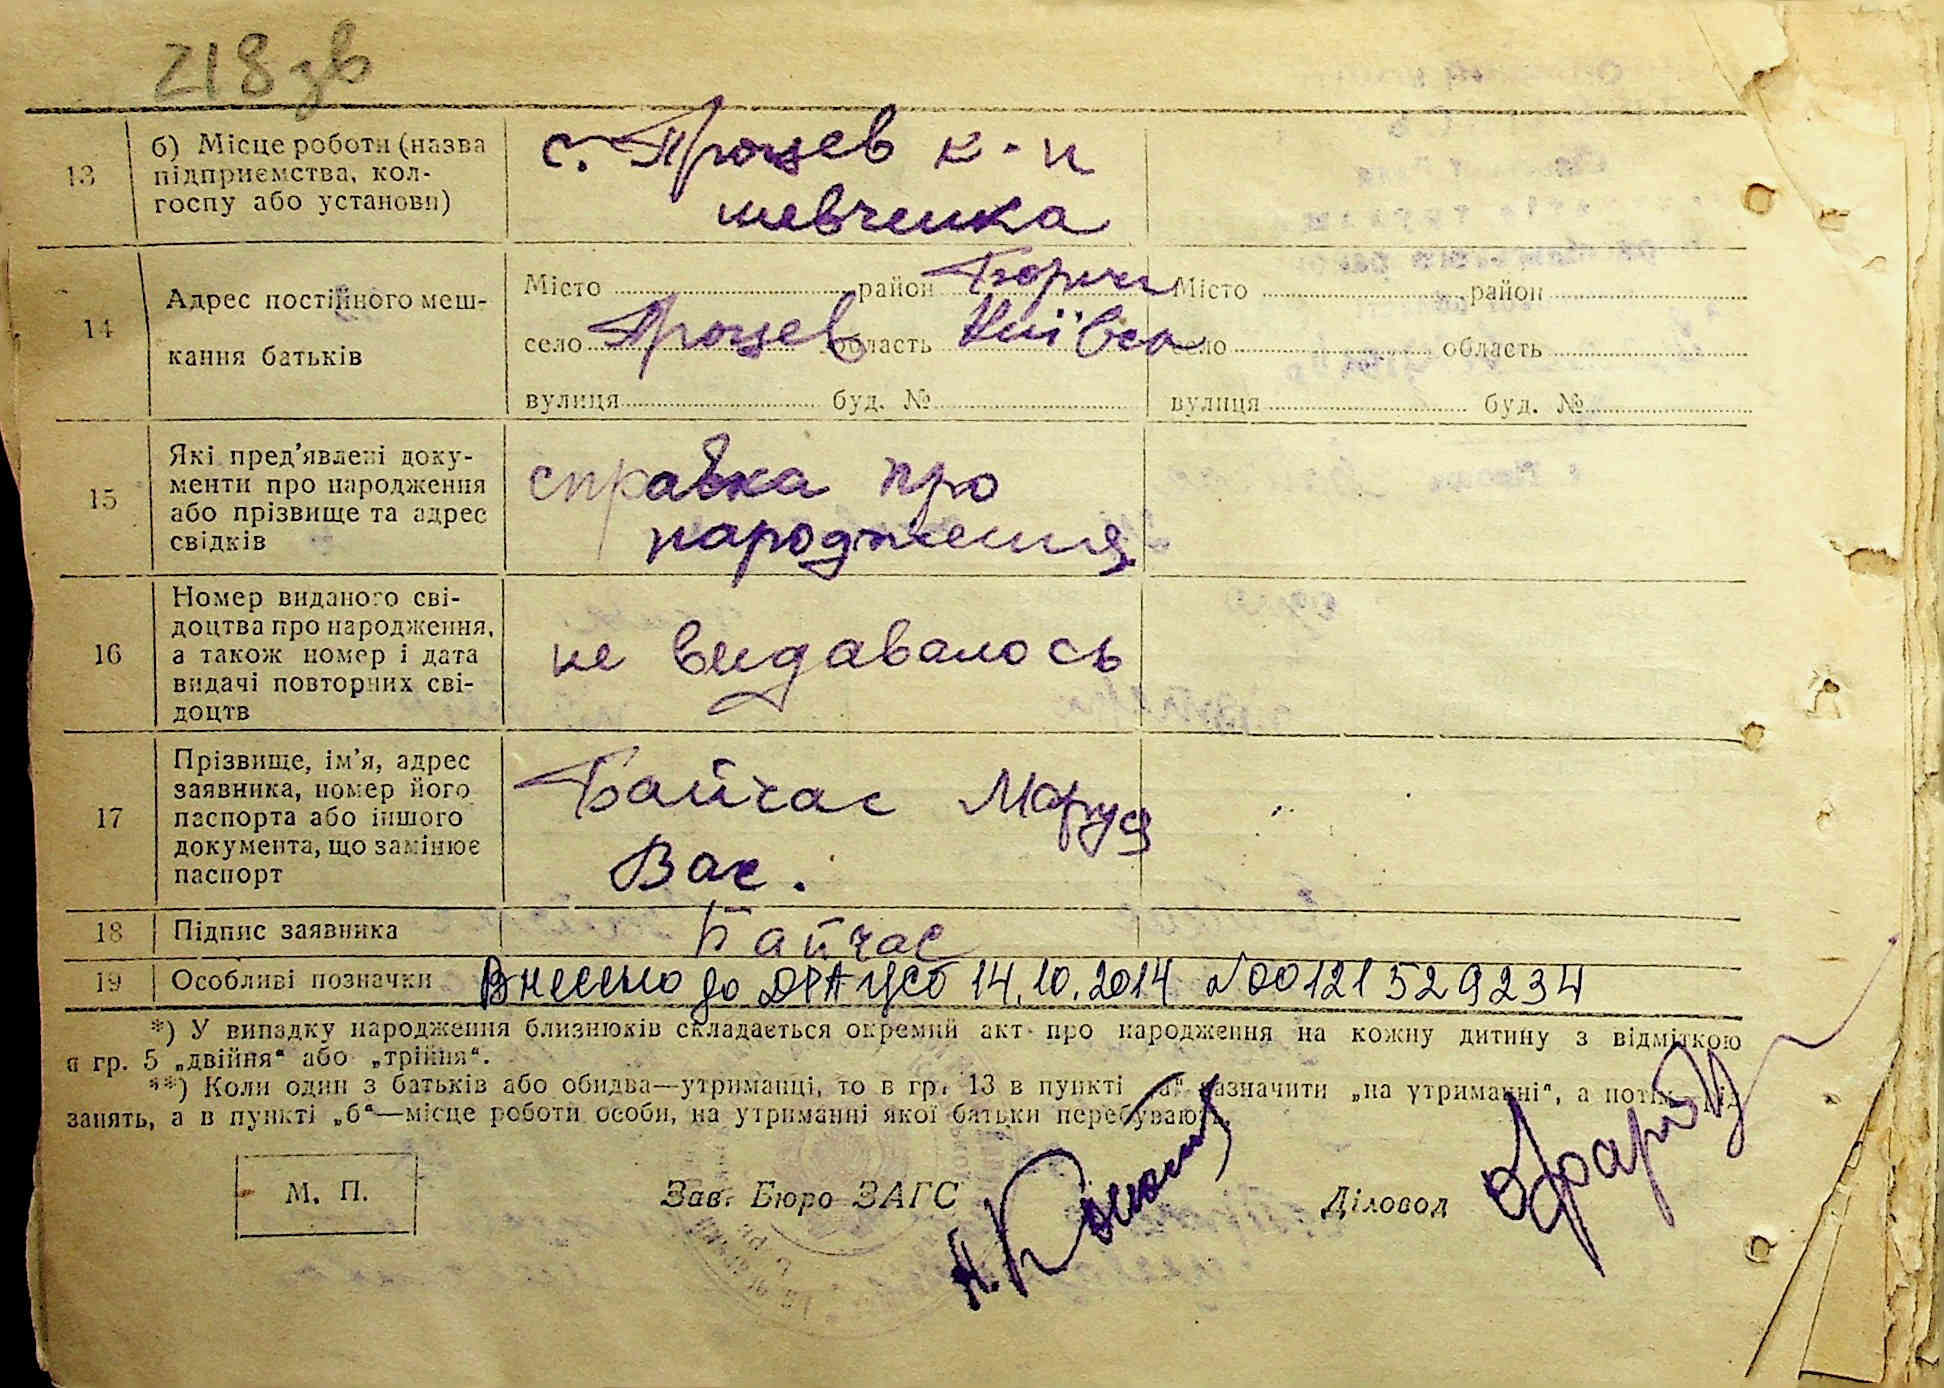 218 зв
13 б) Місце роботи (назва
підприємства, кол-
госпу або установи)
с. Процев к-п
шевченка
14 Адрес постійного меш-
кання батьків
Місто район Борисп Місто район
село Процев область Київськ село область
вулиця буд. № вулиця буд. №
15 Які пред’явлені доку-
менти про народження
або прізвище та адрес
свідків
справка про
народження
16 Номер виданого сві-
доцтва про народження,
а також номер і дата
видачі повторних сві-
доцтв
не видавалось
17 Прізвище, ім’я, адрес
заявника, номер його
паспорта або іншого
документа, що замінює
паспорт
Байчас Маруся
Вас.
18 Підпис заявника Байчас
19 Особливі позначки Внесено до ДРАЦСГ 14.10.2014 №00121529234
*) У випадку народження близнюків складається окремий акт про народження на кожну дитину з відміткою
в гр. 5 „двійня“ або „трійня“.
**) Коли один з батьків або обидва—утриманці, то в гр. 13 в пункті „а“ зазначити „на утриманні“, а потім рід
занять, а в пункті „б“—місце роботи особи, на утриманні якої батьки перебувають.
М. П. Зав. Бюро ЗАГС Діловод